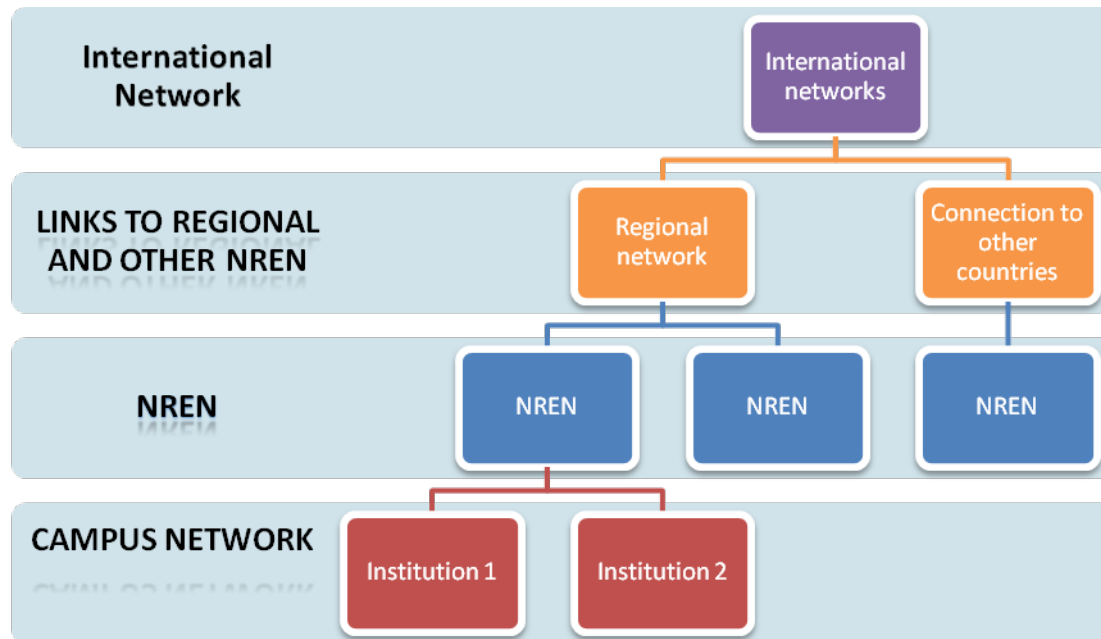 International
Network
International
networks
LINKS TO REGIONAL
AND OTHER NREN
Regional
network
Connection to
other
countries
NREN
NREN
NREN
NREN
CAMPUS NETWORK
Institution 1
Institution 2